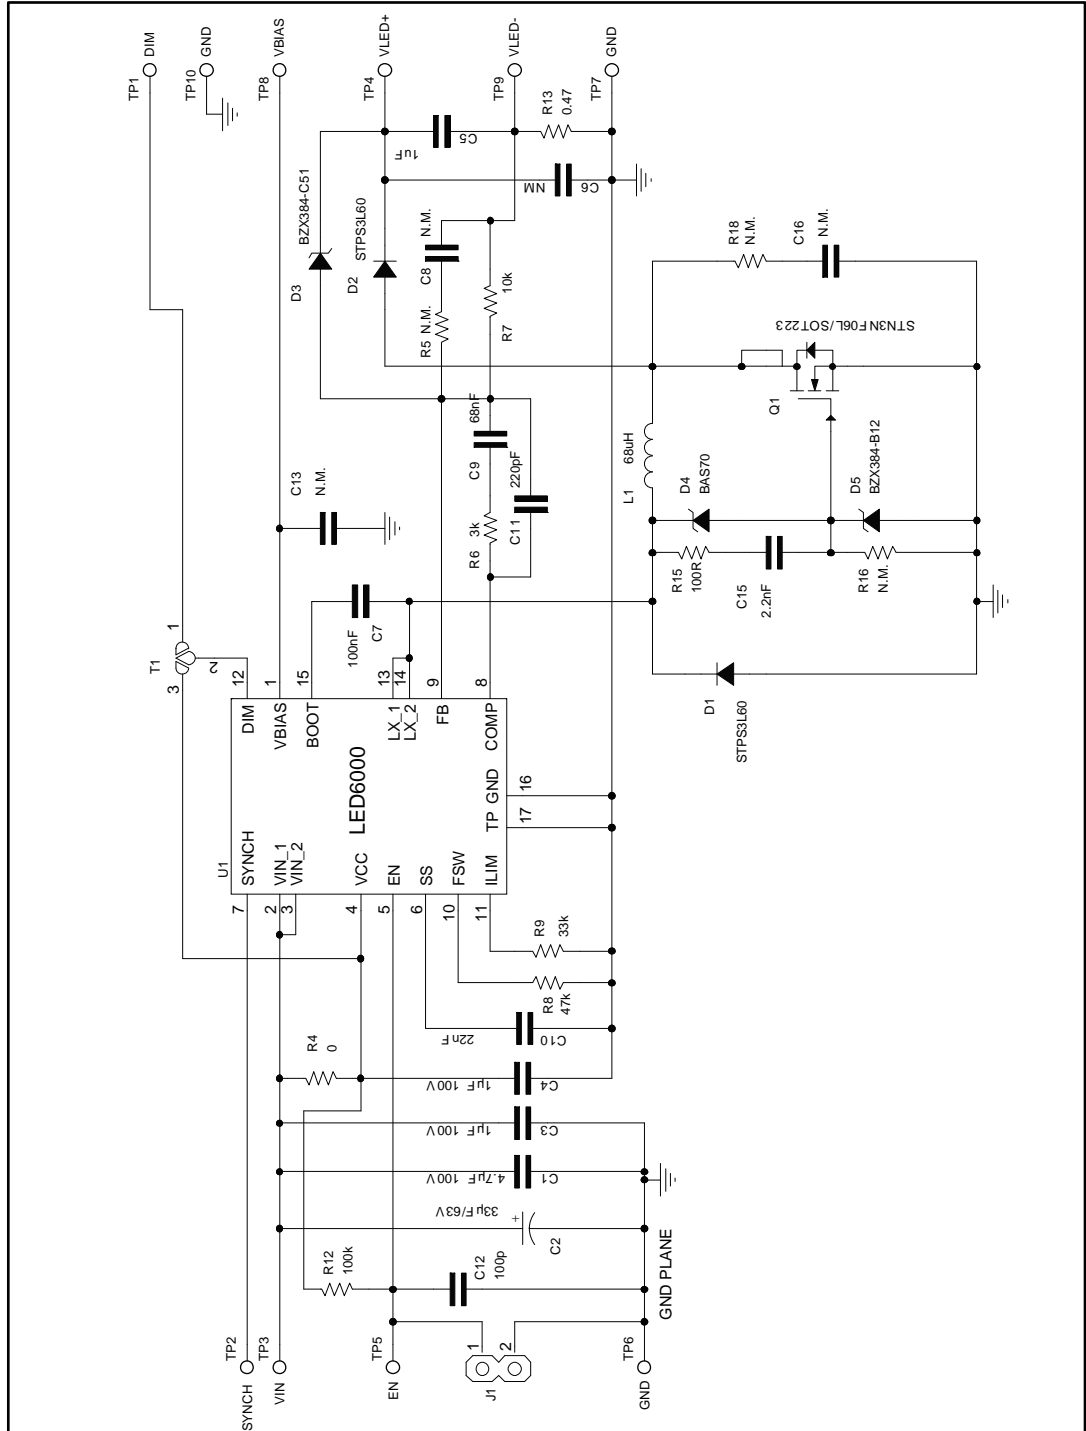 DIM
GND
VBIAS
VLED+
VLED-
GND
TP1
TP10
TP8
TP4
TP9
TP7
R13
0.47
1uF
C5
NM
C6
BZX384-C51
STPS3L60
D3
D2
N.M.
C8
R5 N.M.
10k
R7
R18
N.M.
C16
N.M.
STN3NF06L/SOT223
Q1
68nF
C9
220pF
3k
R6
C11
C13
N.M.
68uH
L1
D4
BAS70
D5
BZX384-B12
R15
100R
C15
2.2nF
R16
N.M.
100nF
C7
T1
1
2
3
D1
STPS3L60
12
1
15
13
14
9
8
DIM
VBIAS
BOOT
LX_1
LX_2
FB
COMP
LED6000
TP GND
16
17
U1
SYNCH
VIN_1
VIN_2
VCC
EN
SS
FSW
ILIM
7
2
3
4
5
6
10
11
R9
33k
R8
47k
22nF
C10
R4
0
1µF 100V
C4
1µF 100V
C3
4.7µF 100V
C1
33µF/63V
+
C2
R12
100k
C12
100p
GND PLANE
TP2
TP3
TP5
TP6
1
2
J1
SYNCH
VIN
EN
GND